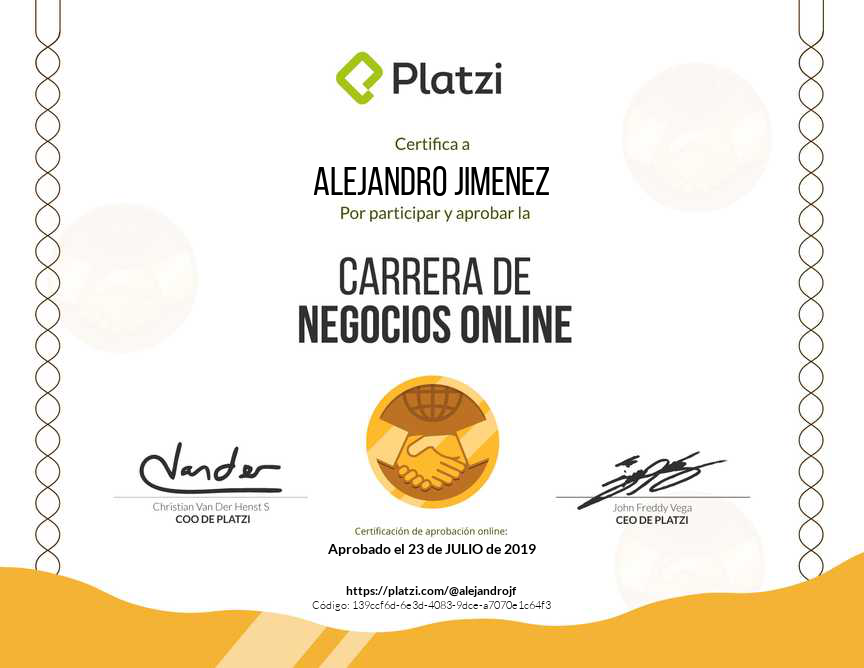 Platzi
Certifica a
ALEJANDRO JIMENEZ
Por participar y aprobar la
CARRERA DE
NEGOCIOS ONLINE
Vander
Christian Van Der Henst S
COO DE PLATZI
John Freddy Vega
CEO DE PLATZI
Certificación de aprobación online:
Aprobado el 23 de JULIO de 2019
https://platzi.com/@alejandrojf
Código: 139ccf6d-6e3d-4083-9dce-a7070e1c64f3